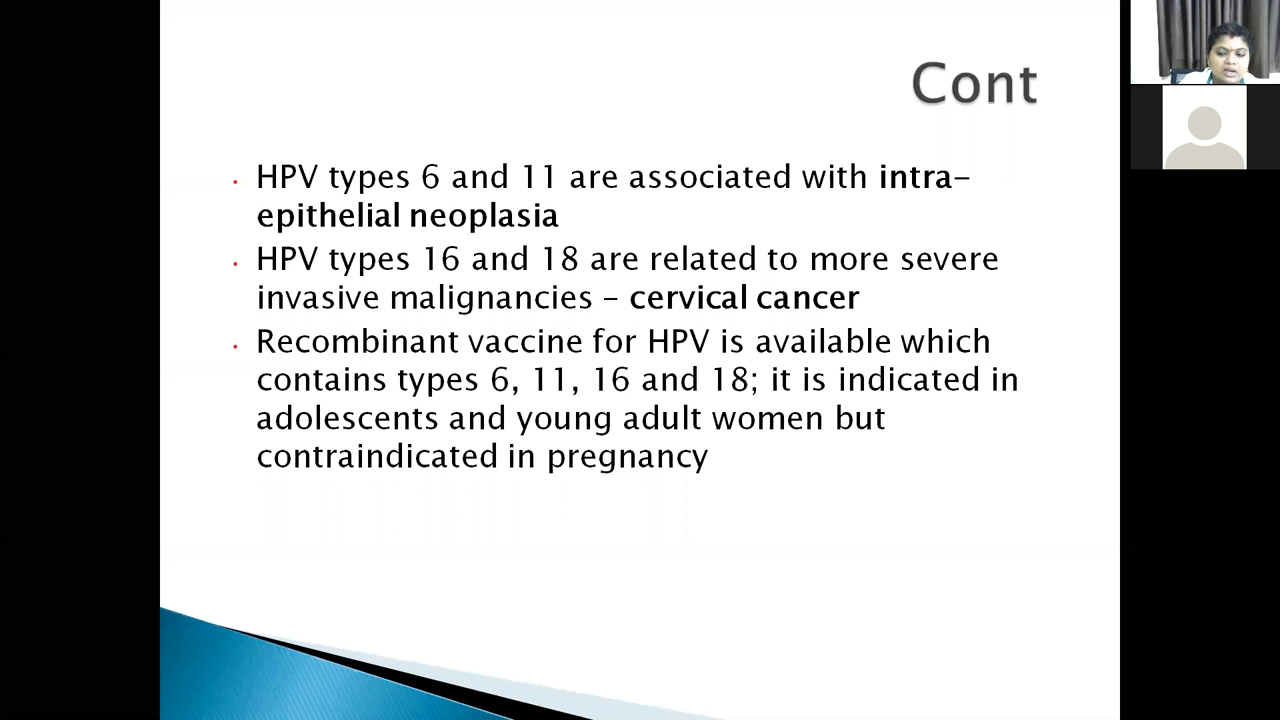 Cont
HPV types 6 and 11 are associated with intra-
epithelial neoplasia
HPV types 16 and 18 are related to more severe
invasive malignancies - cervical cancer
Recombinant vaccine for HPV is available which
contains types 6, 11, 16 and 18; it is indicated in
adolescents and young adult women but
contraindicated in pregnancy